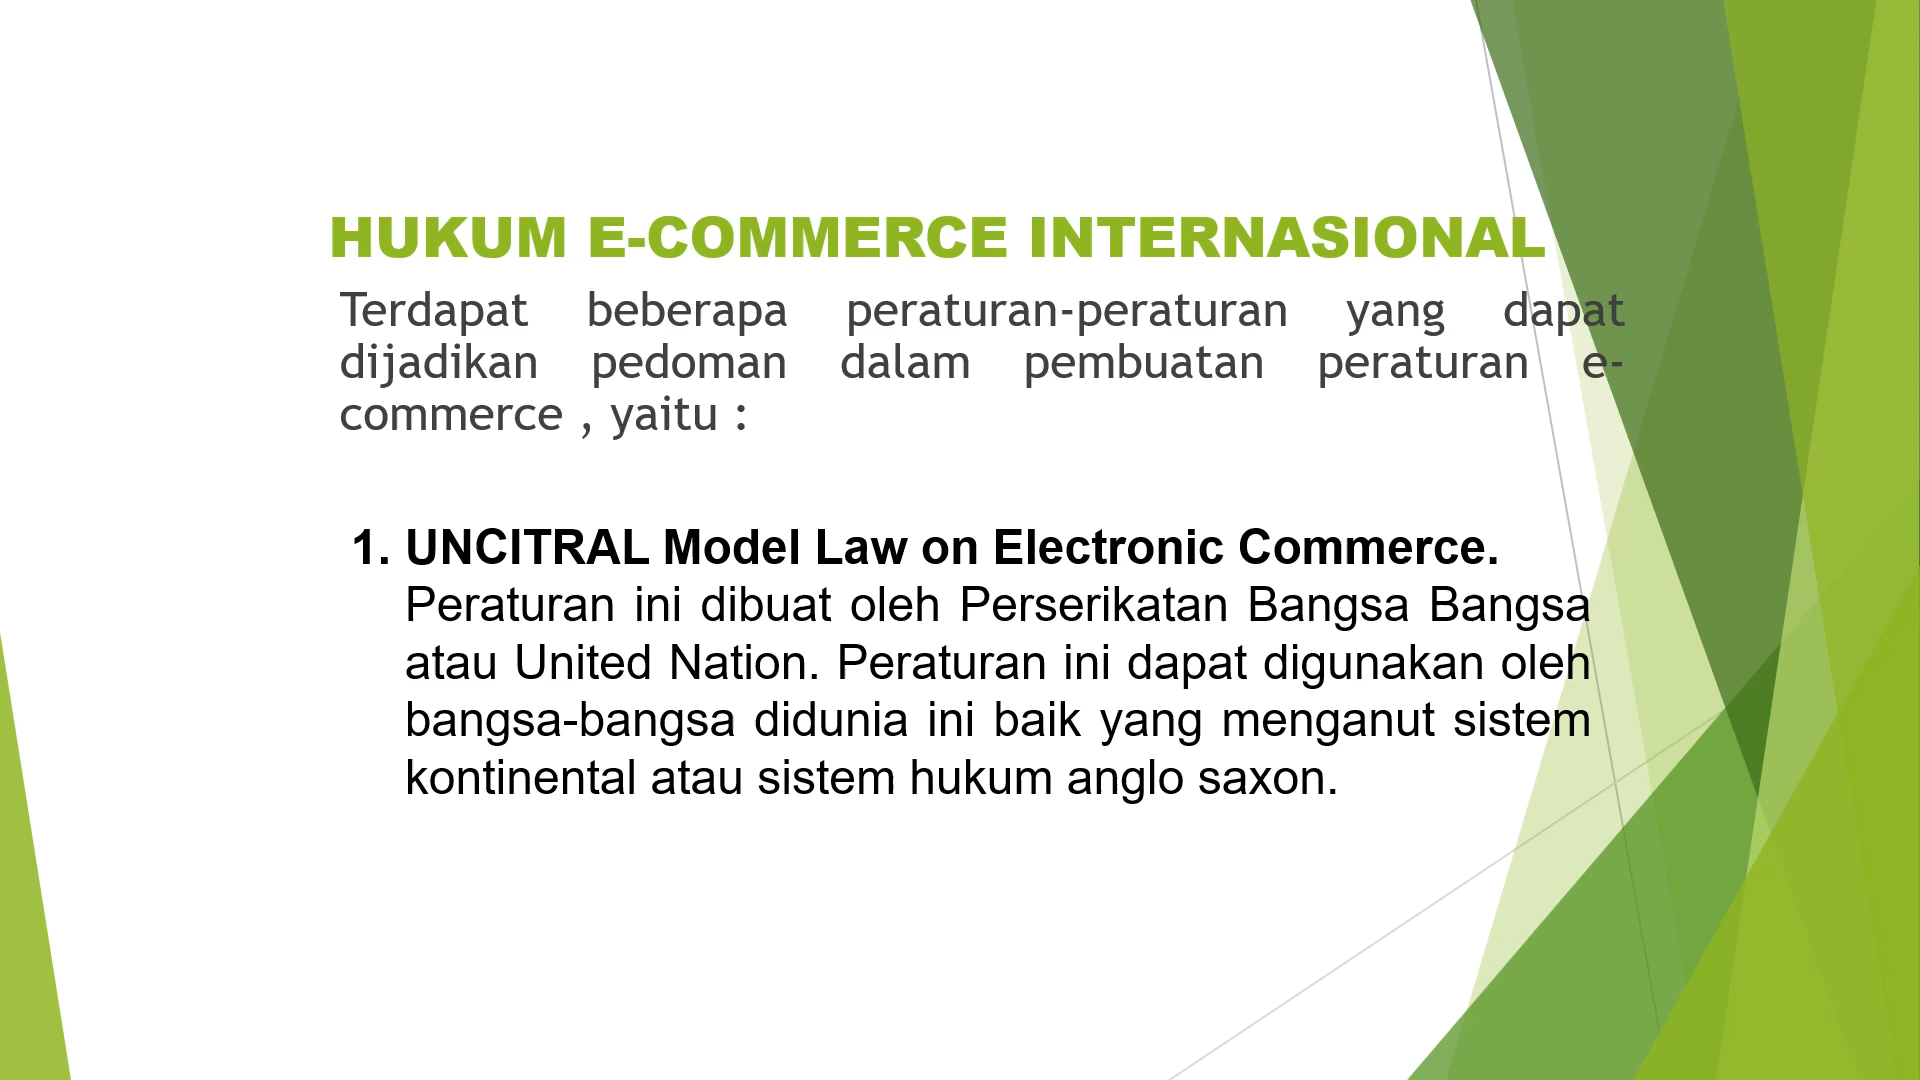 HUKUM E-COMMERCE INTERNASIONAL
Terdapat beberapa peraturan-peraturan yang dapat
dijadikan pedoman dalam pembuatan peraturan e-
commerce , yaitu :
1. UNCITRAL Model Law on Electronic Commerce.
Peraturan ini dibuat oleh Perserikatan Bangsa Bangsa
atau United Nation. Peraturan ini dapat digunakan oleh
bangsa-bangsa didunia ini baik yang menganut sistem
kontinental atau sistem hukum anglo saxon.